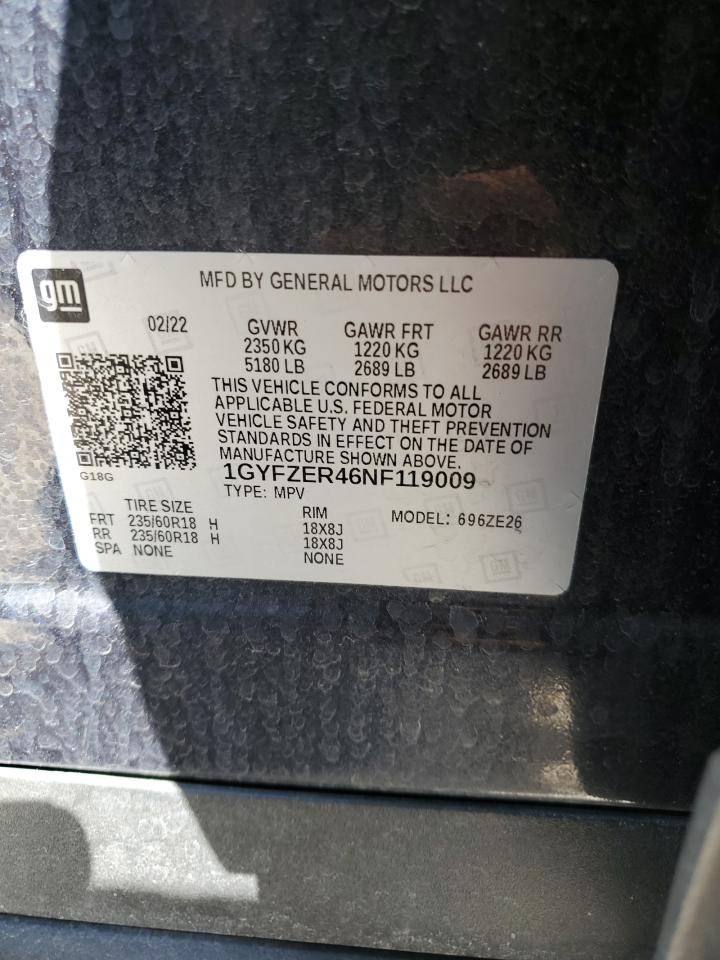 gm
MFD BY GENERAL MOTORS LLC
02/22 GVWR GAWR FRT GAWR RR
2350 KG 1220 KG 1220 KG
5180 LB 2689 LB 2689 LB
THIS VEHICLE CONFORMS TO ALL
APPLICABLE U.S. FEDERAL MOTOR
VEHICLE SAFETY AND THEFT PREVENTION
STANDARDS IN EFFECT ON THE DATE OF
MANUFACTURE SHOWN ABOVE.
G18G 1GYFZER46NF119009
TYPE: MPV
TIRE SIZE RIM MODEL: 696ZE26
FRT 235/60R18 H 18X8J
RR 235/60R18 H 18X8J
SPA NONE NONE
GM
GM